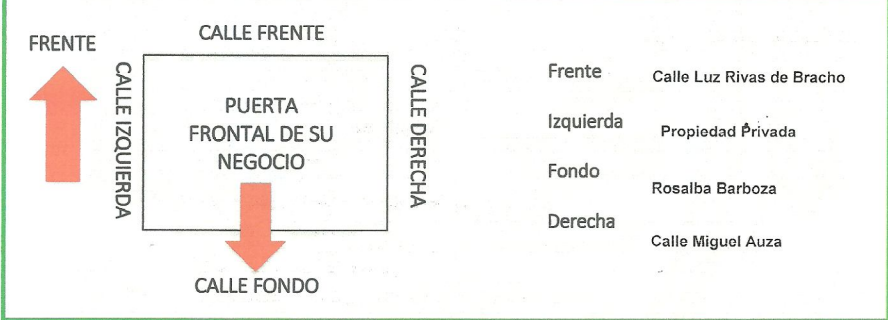 FRENTE
CALLE FRENTE
CALLE IZQUIERDA
PUERTA
FRONTAL DE SU
NEGOCIO
CALLE DERECHA
CALLE FONDO
Frente Calle Luz Rivas de Bracho
Izquierda Propiedad Privada
Fondo Rosalba Barboza
Derecha Calle Miguel Auza